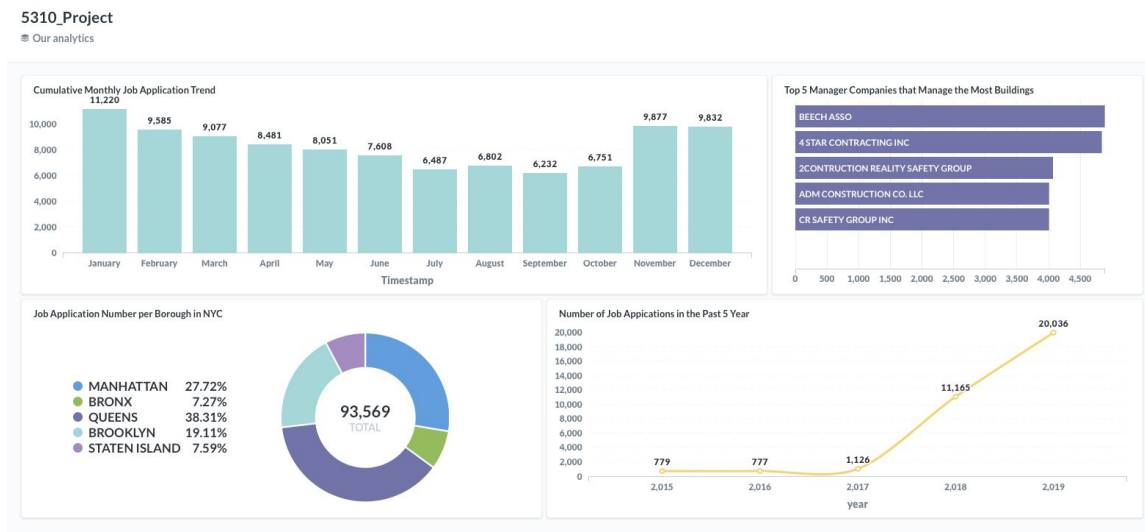 5310_Project
Our analytics
Cumulative Monthly Job Application Trend
11,220
9,585
9,077
8,481
8,051
7,608
6,487
6,802
6,232
6,751
9,877
9,832
10,000
8,000
6,000
4,000
2,000
0
January February March April May June July August September October November December
Timestamp
Top 5 Manager Companies that Manage the Most Buildings
BEECH ASSO
4 STAR CONTRACTING INC
2CONTRUCTION REALITY SAFETY GROUP
ADM CONSTRUCTION CO. LLC
CR SAFETY GROUP INC
0 500 1,000 1,500 2,000 2,500 3,000 3,500 4,000 4,500
Job Application Number per Borough in NYC
MANHATTAN 27.72%
BRONX 7.27%
QUEENS 38.31%
BROOKLYN 19.11%
STATEN ISLAND 7.59%
93,569
TOTAL
Number of Job Appications in the Past 5 Year
20,000
18,000
16,000
14,000
12,000
10,000
8,000
6,000
4,000
2,000
0
779
777
1,126
11,165
20,036
2,015 2,016 2,017 2,018 2,019
year